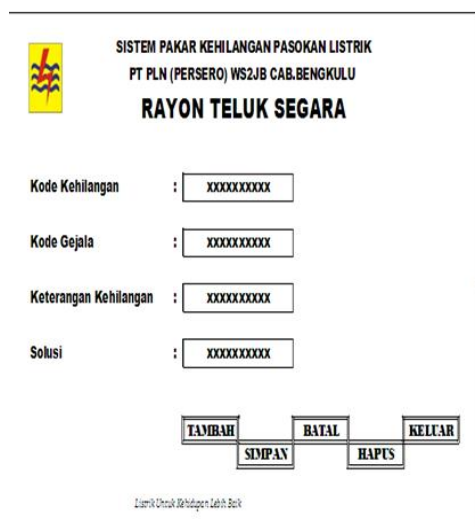 SISTEM PAKAR KEHILANGAN PASOKAN LISTRIK
PT PLN (PERSERO) WS2JB CAB.BENGKULU
RAYON TELUK SEGARA
Kode Kehilangan : XXXXXXXXXX
Kode Gejala : XXXXXXXXXX
Keterangan Kehilangan : XXXXXXXXXX
Solusi : XXXXXXXXXX
TAMBAH BATAL KELUAR
SIMPAN HAPUS
Listrik Untuk Kehidupan Lebih Baik